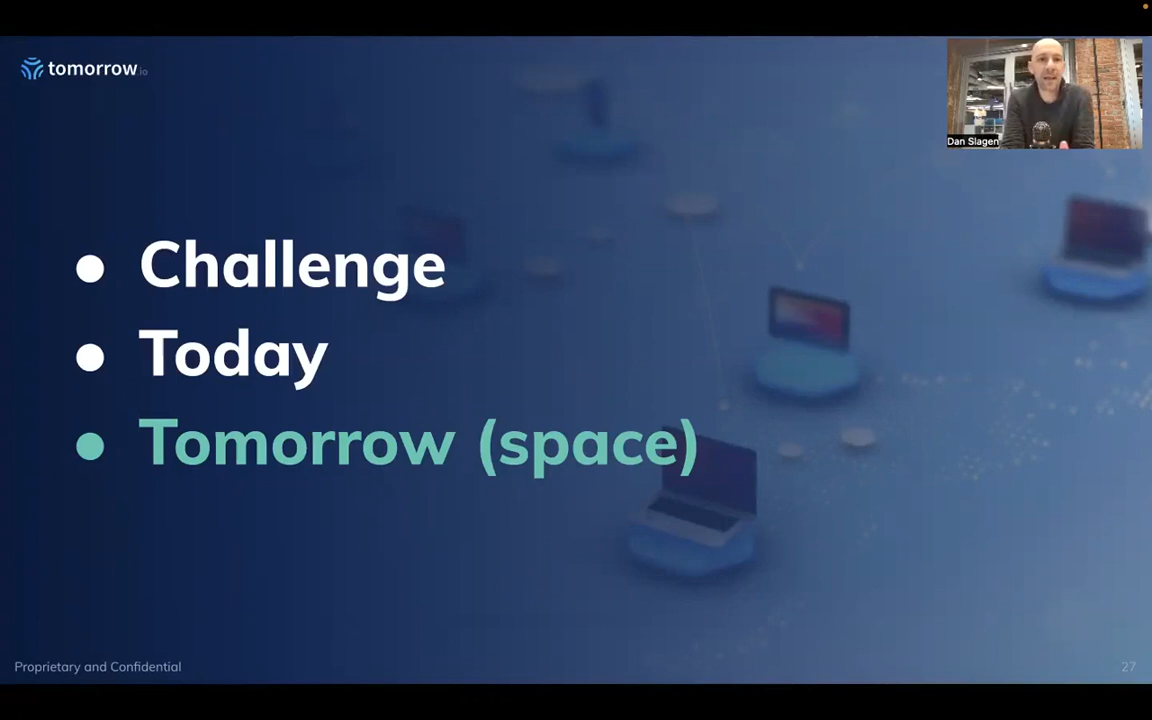 tomorrow.io
Dan Slagen
● Challenge
● Today
● Tomorrow (space)
Proprietary and Confidential
27